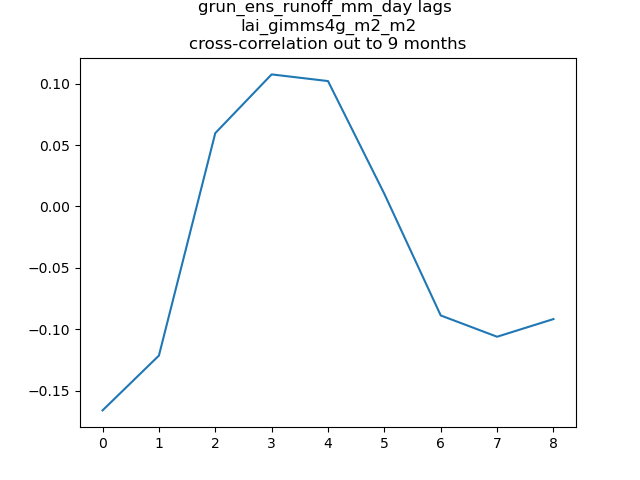 grun_ens_runoff_mm_day lags
lai_gimms4g_m2_m2
cross-correlation out to 9 months
0.10
0.05
0.00
−0.05
−0.10
−0.15
0 1 2 3 4 5 6 7 8